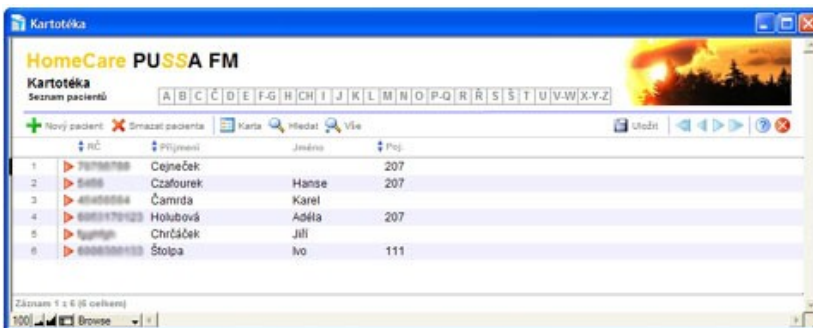 Kartotéka
HomeCare PUSSA FM
Kartotéka
Seznam pacientů
A B C Č D E F-G H CH I J K L M N O P-Q R Ř S Š T U V-W X-Y-Z
Nový pacient Smazat pacienta Karta Hledat Vše Uložit
RČ Příjmení Jméno Poj.
1 Cejneček 207
2 Czafourek Hanse 207
3 Čamrda Karel
4 Holubová Adéla 207
5 Chrčáček Jiří
6 Štolpa Ivo 111
Záznam 1 z 6 (6 celkem)
100 Browse